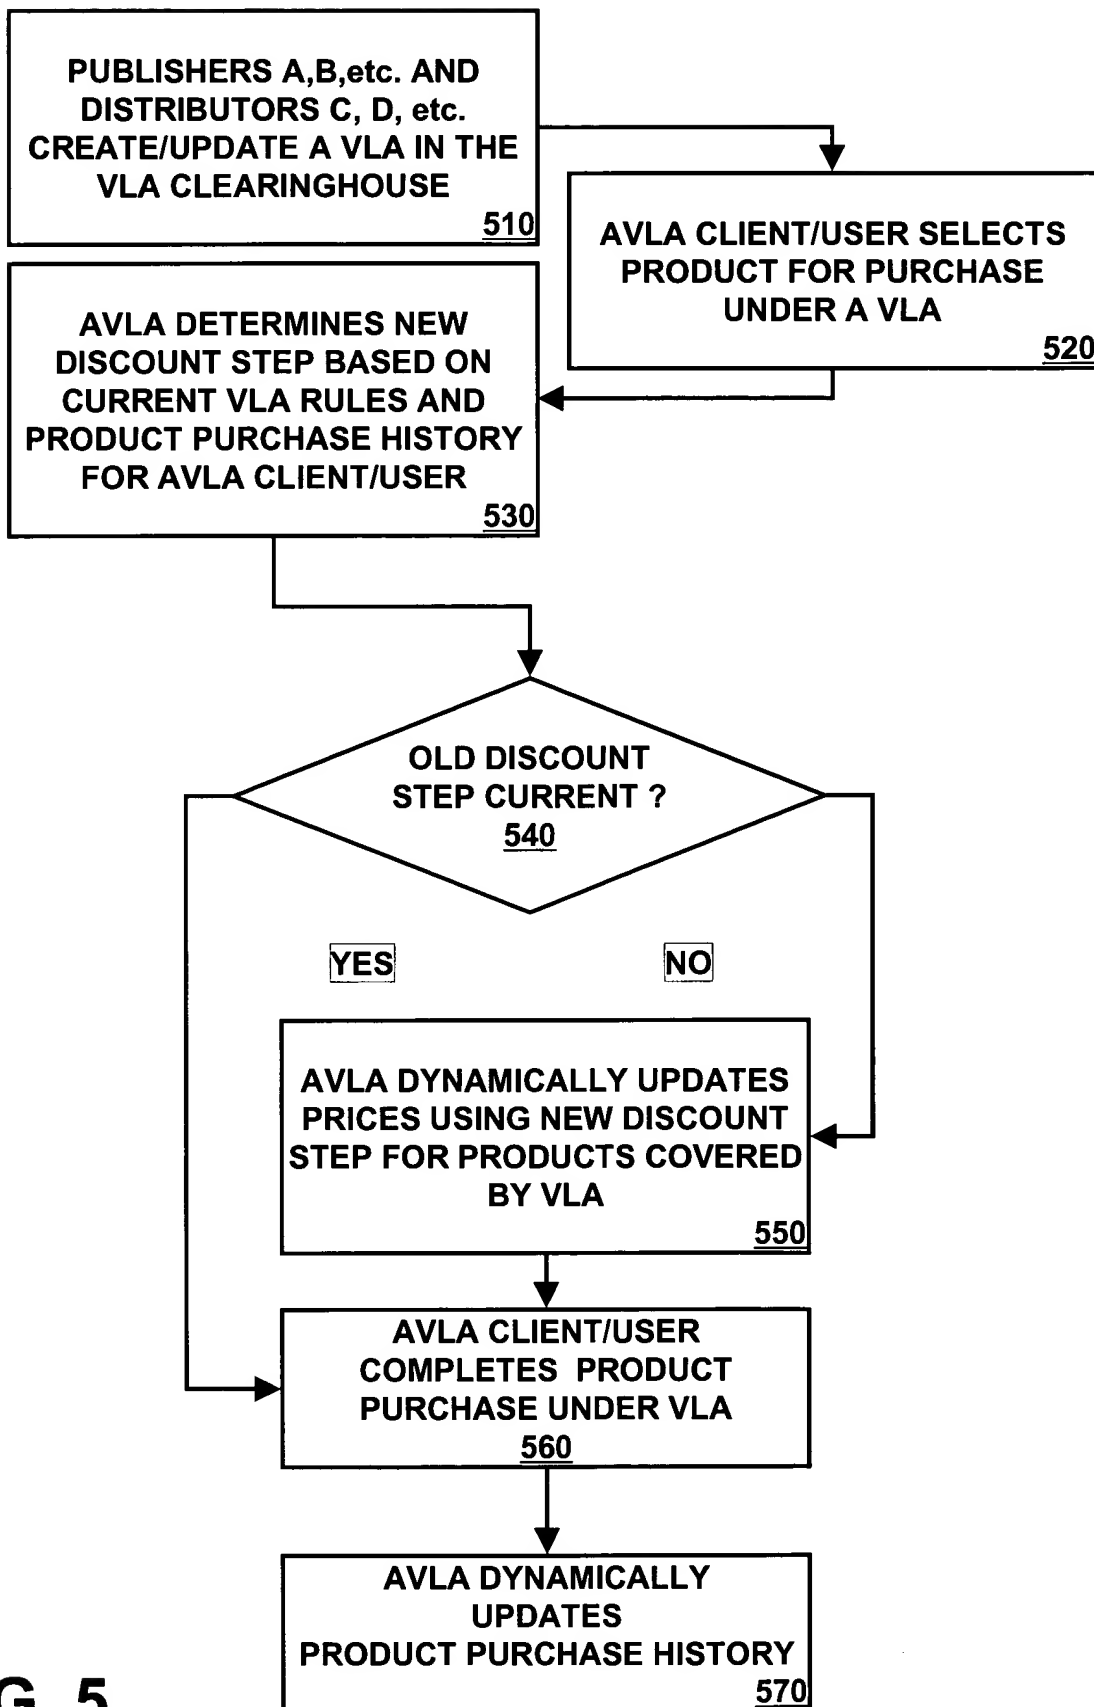 PUBLISHERS A,B,etc. AND
DISTRIBUTORS C, D, etc.
CREATE/UPDATE A VLA IN THE
VLA CLEARINGHOUSE
510
AVLA CLIENT/USER SELECTS
PRODUCT FOR PURCHASE
UNDER A VLA
520
AVLA DETERMINES NEW
DISCOUNT STEP BASED ON
CURRENT VLA RULES AND
PRODUCT PURCHASE HISTORY
FOR AVLA CLIENT/USER
530
OLD DISCOUNT
STEP CURRENT ?
540
YES
NO
AVLA DYNAMICALLY UPDATES
PRICES USING NEW DISCOUNT
STEP FOR PRODUCTS COVERED
BY VLA
550
AVLA CLIENT/USER
COMPLETES PRODUCT
PURCHASE UNDER VLA
560
AVLA DYNAMICALLY
UPDATES
PRODUCT PURCHASE HISTORY
570
G. 5